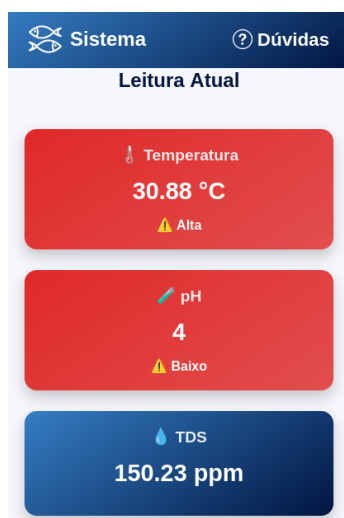 Sistema
Dúvidas
Leitura Atual
Temperatura
30.88 °C
Alta
pH
4
Baixo
TDS
150.23 ppm